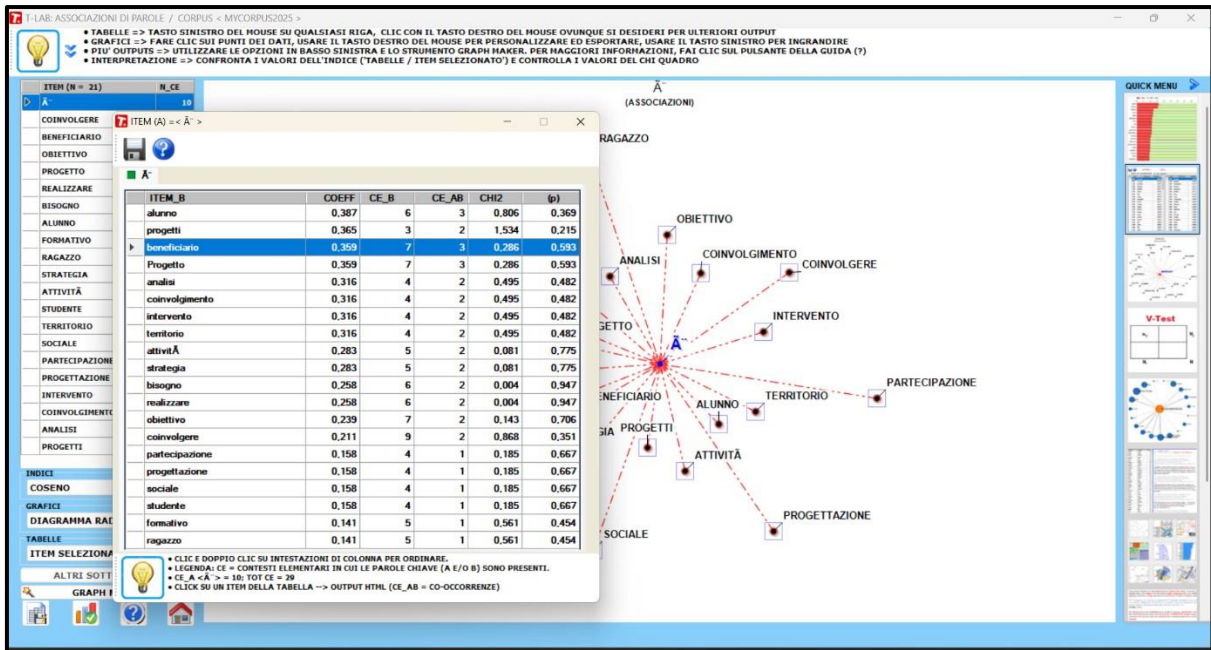 T-LAB: ASSOCIAZIONI DI PAROLE / CORPUS < MYCORPUS2025 >
• TABELLE => TASTO SINISTRO DEL MOUSE SU QUALSIASI RIGA, CLIC CON IL TASTO DESTRO DEL MOUSE OVUNQUE SI DESIDERI PER ULTERIORI OUTPUT
• GRAFICI => FARE CLIC SUI PUNTI DEI DATI, USARE IL TASTO DESTRO DEL MOUSE PER PERSONALIZZARE ED ESPORTARE, USARE IL TASTO SINISTRO PER INGRANDIRE
• PIU' OUTPUTS => UTILIZZARE LE OPZIONI IN BASSO SINISTRA E LO STRUMENTO GRAPH MAKER. PER MAGGIORI INFORMAZIONI, FAI CLIC SUL PULSANTE DELLA GUIDA (?)
• INTERPRETAZIONE => CONFRONTA I VALORI DELL'INDICE ('TABELLE / ITEM SELEZIONATO') E CONTROLLA I VALORI DEL CHI QUADRO
ITEM (N = 21) N_CE
Ã¨ 10
COINVOLGERE
BENEFICIARIO
OBIETTIVO
PROGETTO
REALIZZARE
BISOGNO
ALUNNO
FORMATIVO
RAGAZZO
STRATEGIA
ATTIVITÃ
STUDENTE
TERRITORIO
SOCIALE
PARTECIPAZIONE
PROGETTAZIONE
INTERVENTO
COINVOLGIMENTO
ANALISI
PROGETTI
INDICI
COSENO
GRAFICI
DIAGRAMMA RAD
TABELLE
ITEM SELEZIONA
ALTRI SOTT
GRAPH M
ITEM (A) =< Ã¨ >
Ã¨
ITEM_B COEFF CE_B CE_AB CHI2 (p)
alunno 0,387 6 3 0,806 0,369
progetti 0,365 3 2 1,534 0,215
beneficiario 0,359 7 3 0,286 0,593
Progetto 0,359 7 3 0,286 0,593
analisi 0,316 4 2 0,495 0,482
coinvolgimento 0,316 4 2 0,495 0,482
intervento 0,316 4 2 0,495 0,482
territorio 0,316 4 2 0,495 0,482
attivitÃ 0,283 5 2 0,081 0,775
strategia 0,283 5 2 0,081 0,775
bisogno 0,258 6 2 0,004 0,947
realizzare 0,258 6 2 0,004 0,947
obiettivo 0,239 7 2 0,143 0,706
coinvolgere 0,211 9 2 0,868 0,351
partecipazione 0,158 4 1 0,185 0,667
progettazione 0,158 4 1 0,185 0,667
sociale 0,158 4 1 0,185 0,667
studente 0,158 4 1 0,185 0,667
formativo 0,141 5 1 0,561 0,454
ragazzo 0,141 5 1 0,561 0,454
• CLIC E DOPPIO CLIC SU INTESTAZIONI DI COLONNA PER ORDINARE.
• LEGENDA: CE = CONTESTI ELEMENTARI IN CUI LE PAROLE CHIAVE (A E/O B) SONO PRESENTI.
• CE_A <Ã¨ > = 10; TOT CE = 29
• CLICK SU UN ITEM DELLA TABELLA --> OUTPUT HTML (CE_AB = CO-OCCORRENZE)
Ã¨
(ASSOCIAZIONI)
RAGAZZO
OBIETTIVO
ANALISI
COINVOLGIMENTO
COINVOLGERE
INTERVENTO
GETTO
Ã¨
PARTECIPAZIONE
ENEFICIARIO
TERRITORIO
ALUNNO
GIA
PROGETTI
ATTIVITÃ
PROGETTAZIONE
SOCIALE
QUICK MENU
V-Test